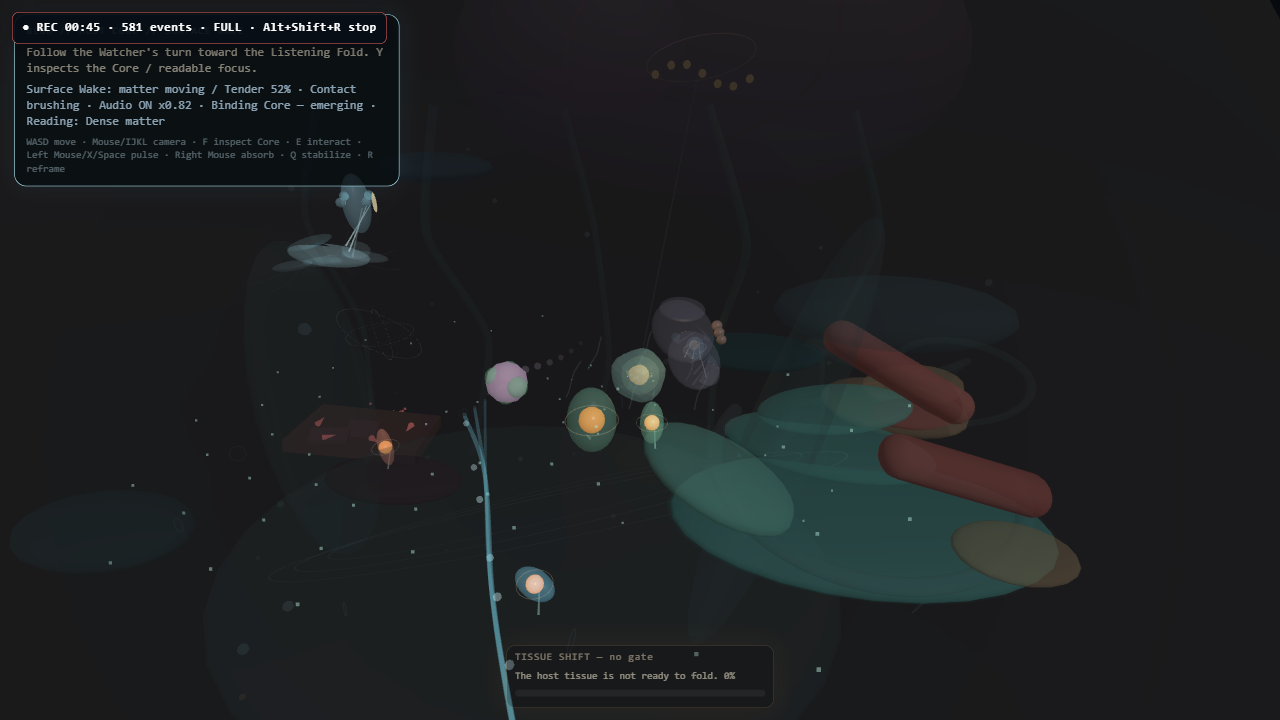 ● REC 00:45 · 581 events · FULL · Alt+Shift+R stop
Follow the Watcher's turn toward the Listening Fold. Y
inspects the Core / readable focus.
Surface Wake: matter moving / Tender 52% · Contact
brushing · Audio ON x0.82 · Binding Core — emerging ·
Reading: Dense matter
WASD move · Mouse/IJKL camera · F inspect Core · E interact ·
Left Mouse/X/Space pulse · Right Mouse absorb · Q stabilize · R
reframe
TISSUE SHIFT — no gate
The host tissue is not ready to fold. 0%